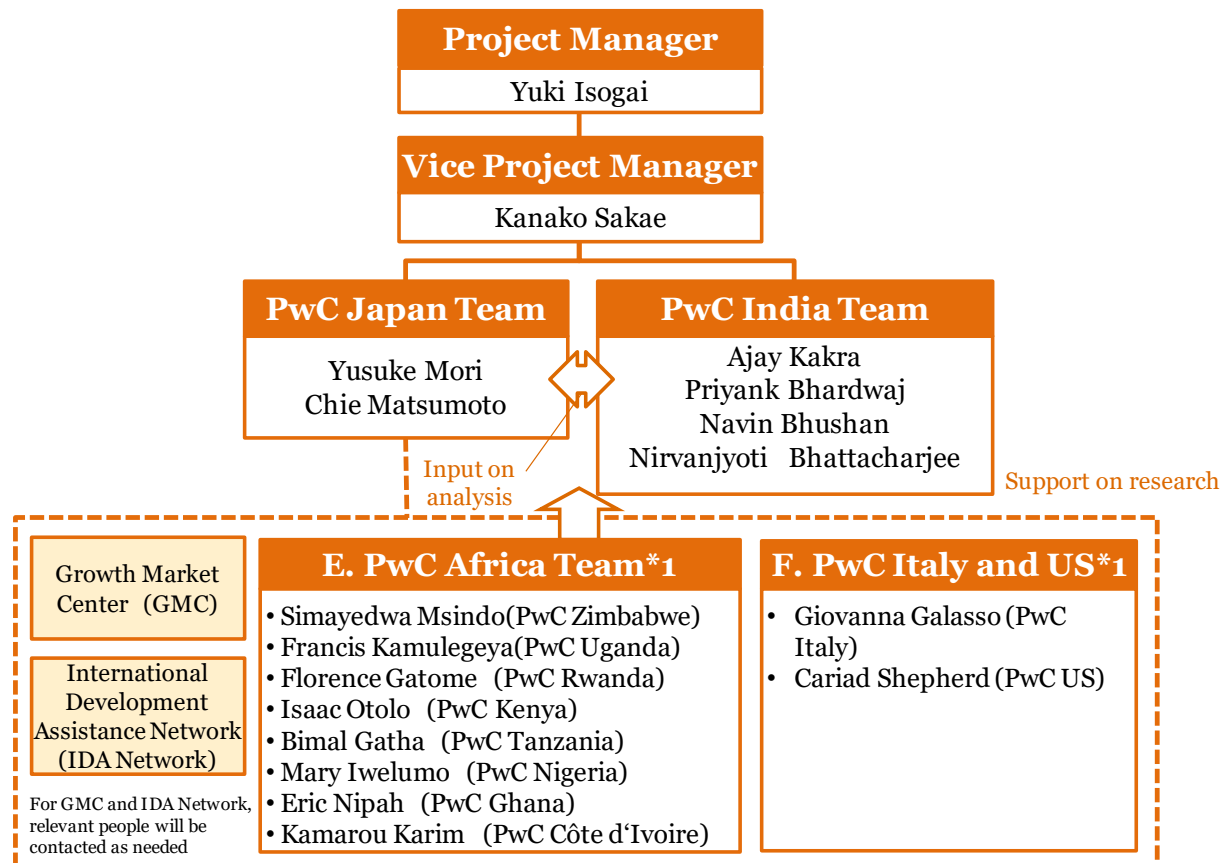 Project Manager
Yuki Isogai
Vice Project Manager
Kanako Sakae
PwC Japan Team
Yusuke Mori
Chie Matsumoto
PwC India Team
Ajay Kakra
Priyank Bhardwaj
Navin Bhushan
Nirvanjyoti Bhattacharjee
Input on
analysis
Support on research
Growth Market
Center (GMC)
International
Development
Assistance Network
(IDA Network)
For GMC and IDA Network,
relevant people will be
contacted as needed
E. PwC Africa Team*1
• Simayedwa Msindo(PwC Zimbabwe)
• Francis Kamulegeya(PwC Uganda)
• Florence Gatome (PwC Rwanda)
• Isaac Otolo (PwC Kenya)
• Bimal Gatha (PwC Tanzania)
• Mary Iwelumo (PwC Nigeria)
• Eric Nipah (PwC Ghana)
• Kamarou Karim (PwC Côte d‘Ivoire)
F. PwC Italy and US*1
• Giovanna Galasso (PwC
Italy)
• Cariad Shepherd (PwC US)